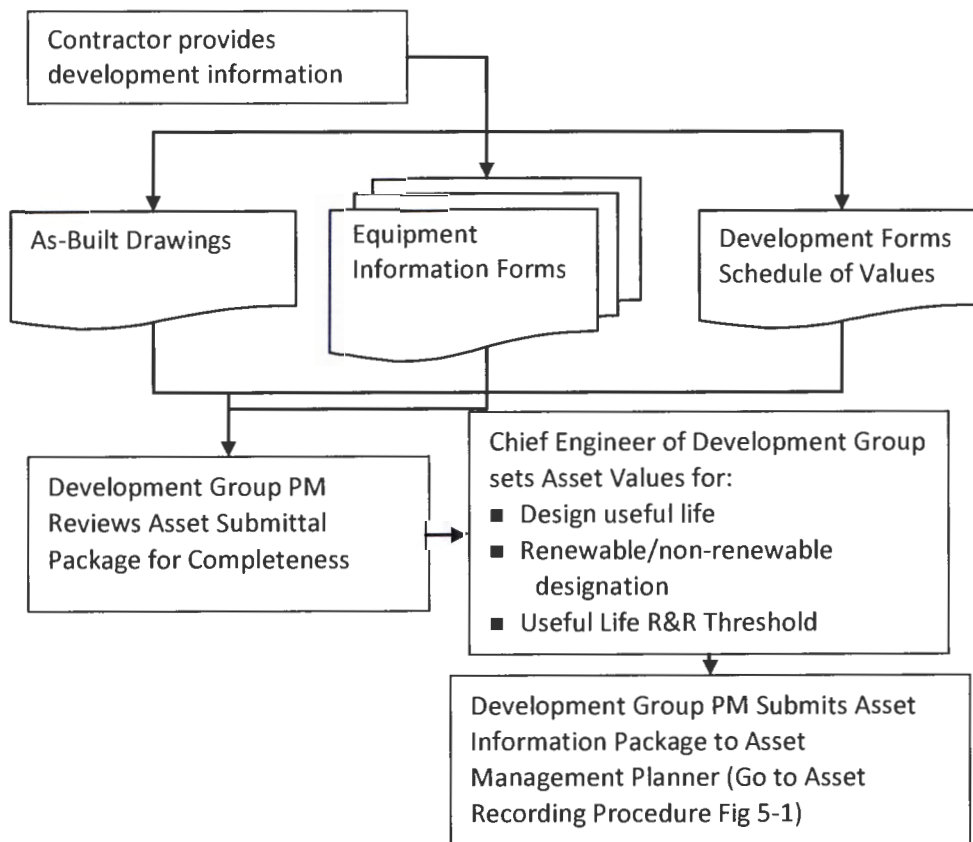 Contractor provides
development information
As-Built Drawings
Equipment
Information Forms
Development Forms
Schedule of Values
Development Group PM
Reviews Asset Submittal
Package for Completeness
Chief Engineer of Development Group
sets Asset Values for:
■ Design useful life
■ Renewable/non-renewable
designation
■ Useful Life R&R Threshold
Development Group PM Submits Asset
Information Package to Asset
Management Planner (Go to Asset
Recording Procedure Fig 5-1)